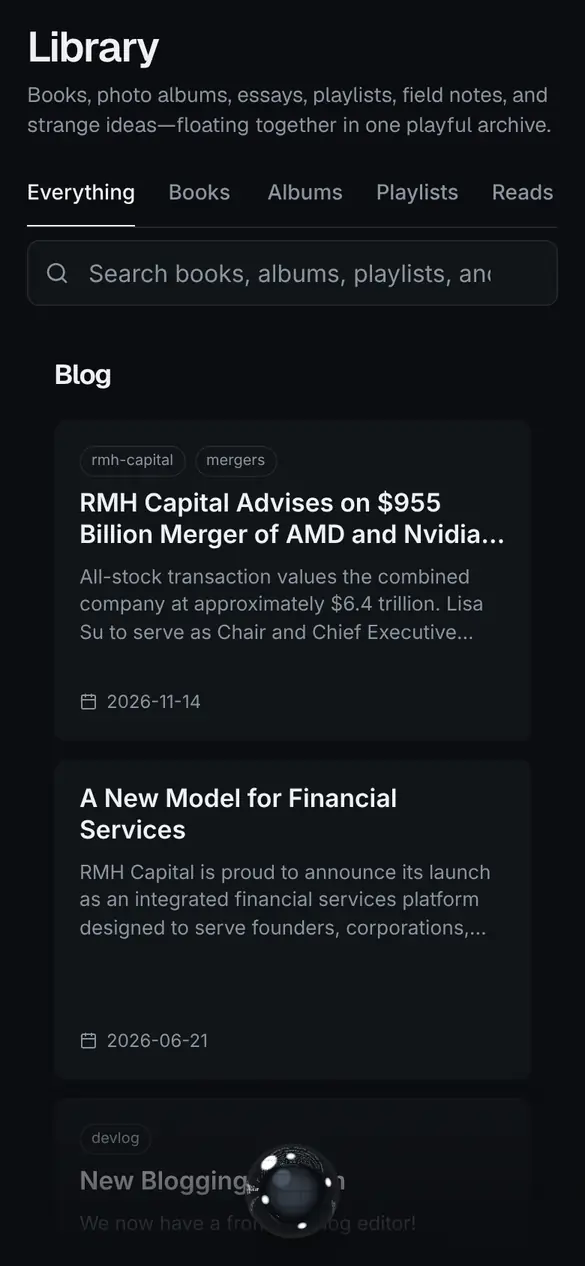 Library
Books, photo albums, essays, playlists, field notes, and
strange ideas—floating together in one playful archive.
Everything Books Albums Playlists Reads
Search books, albums, playlists, and
Blog
rmh-capital mergers
RMH Capital Advises on $955
Billion Merger of AMD and Nvidia...
All-stock transaction values the combined
company at approximately $6.4 trillion. Lisa
Su to serve as Chair and Chief Executive...
2026-11-14
A New Model for Financial
Services
RMH Capital is proud to announce its launch
as an integrated financial services platform
designed to serve founders, corporations,...
2026-06-21
devlog
New Blogging
We now have a editor!